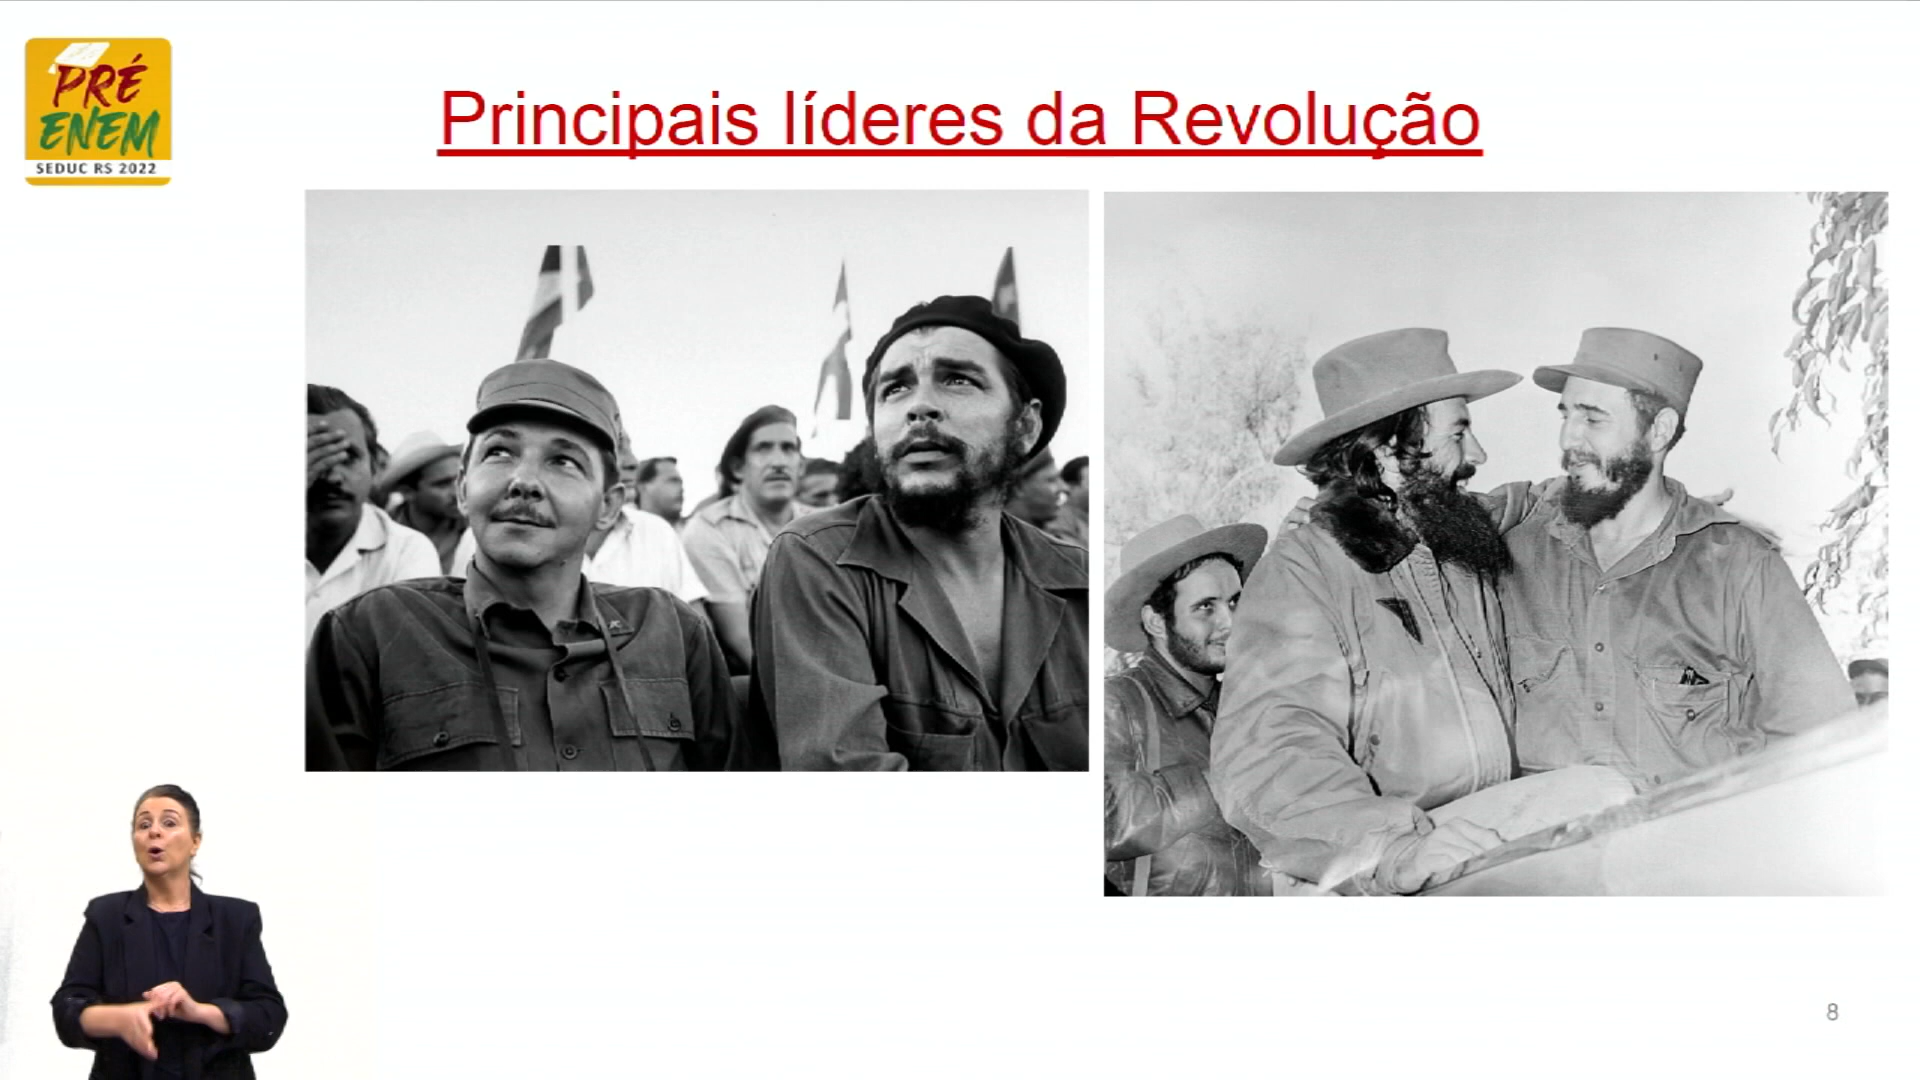 PRÉ
ENEM
SEDUC RS 2022
Principais líderes da Revolução
8